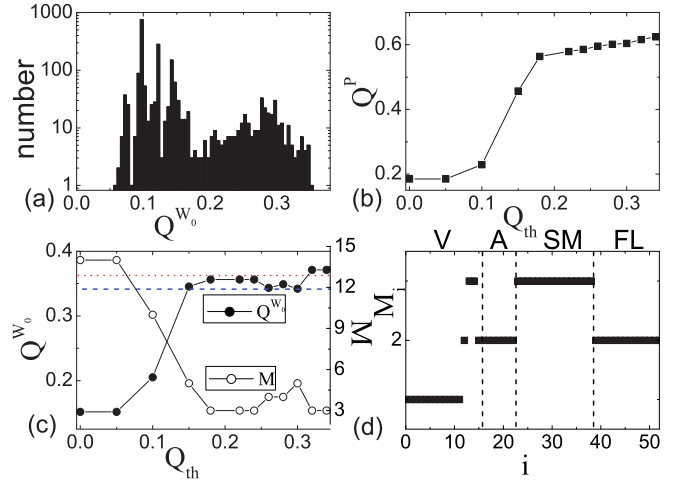 1000
100
10
1
number
(a)
0.1 0.2 0.3
Q^W₀
0.6
0.4
0.2
Q^P
(b)
0.0 0.1 0.2 0.3
Q_th
0.4
0.3
0.2
Q^W₀
(c)
Q^W₀
M
15
12
9
6
3
M
0.0 0.1 0.2 0.3
Q_th
V A SM FL
M_i
2
(d)
0 10 20 30 40 50
i